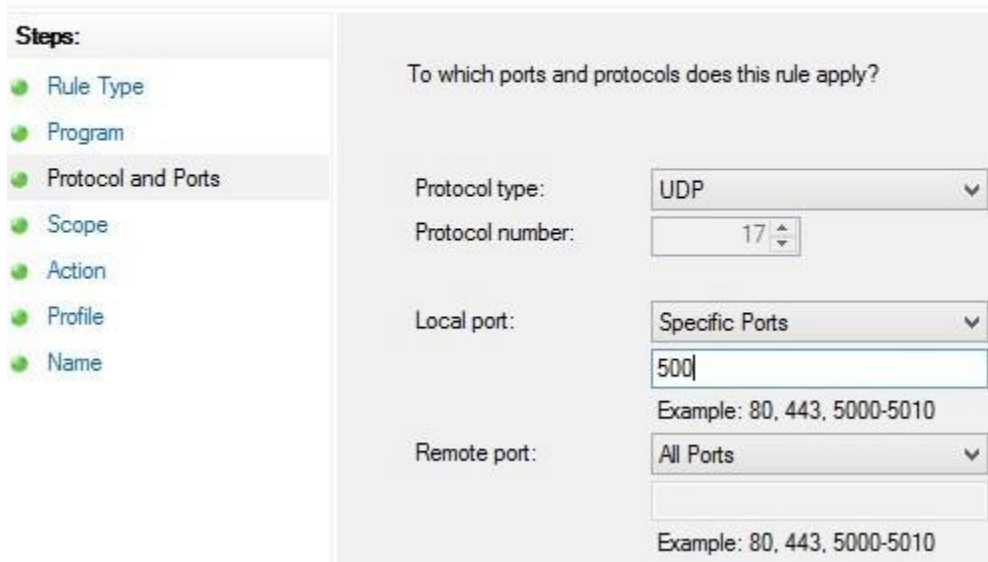 Steps:
Rule Type
Program
Protocol and Ports
Scope
Action
Profile
Name
To which ports and protocols does this rule apply?
Protocol type: UDP
Protocol number: 17
Local port: Specific Ports
500
Example: 80, 443, 5000-5010
Remote port: All Ports
Example: 80, 443, 5000-5010